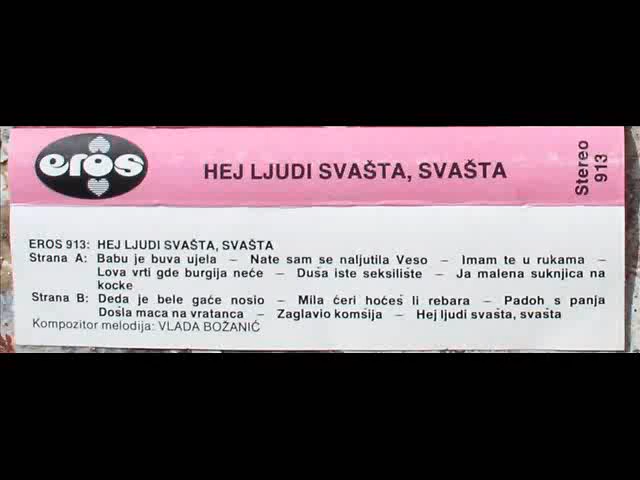 eros
HEJ LJUDI SVAŠTA, SVAŠTA
Stereo
913
EROS 913: HEJ LJUDI SVAŠTA, SVAŠTA
Strana A: Babu je buva ujela – Nate sam se naljutila Veso – Imam te u rukama –
Lova vrti gde burgija neće – Duša iste seksilište – Ja malena suknjica na
kocke
Strana B: Deda je bele gaće nosio – Mila ćeri hoćeš li rebara – Padoh s panja
Došla maca na vratanca – Zaglavio komšija – Hej ljudi svašta, svašta
Kompozitor melodija: VLADA BOŽANIĆ